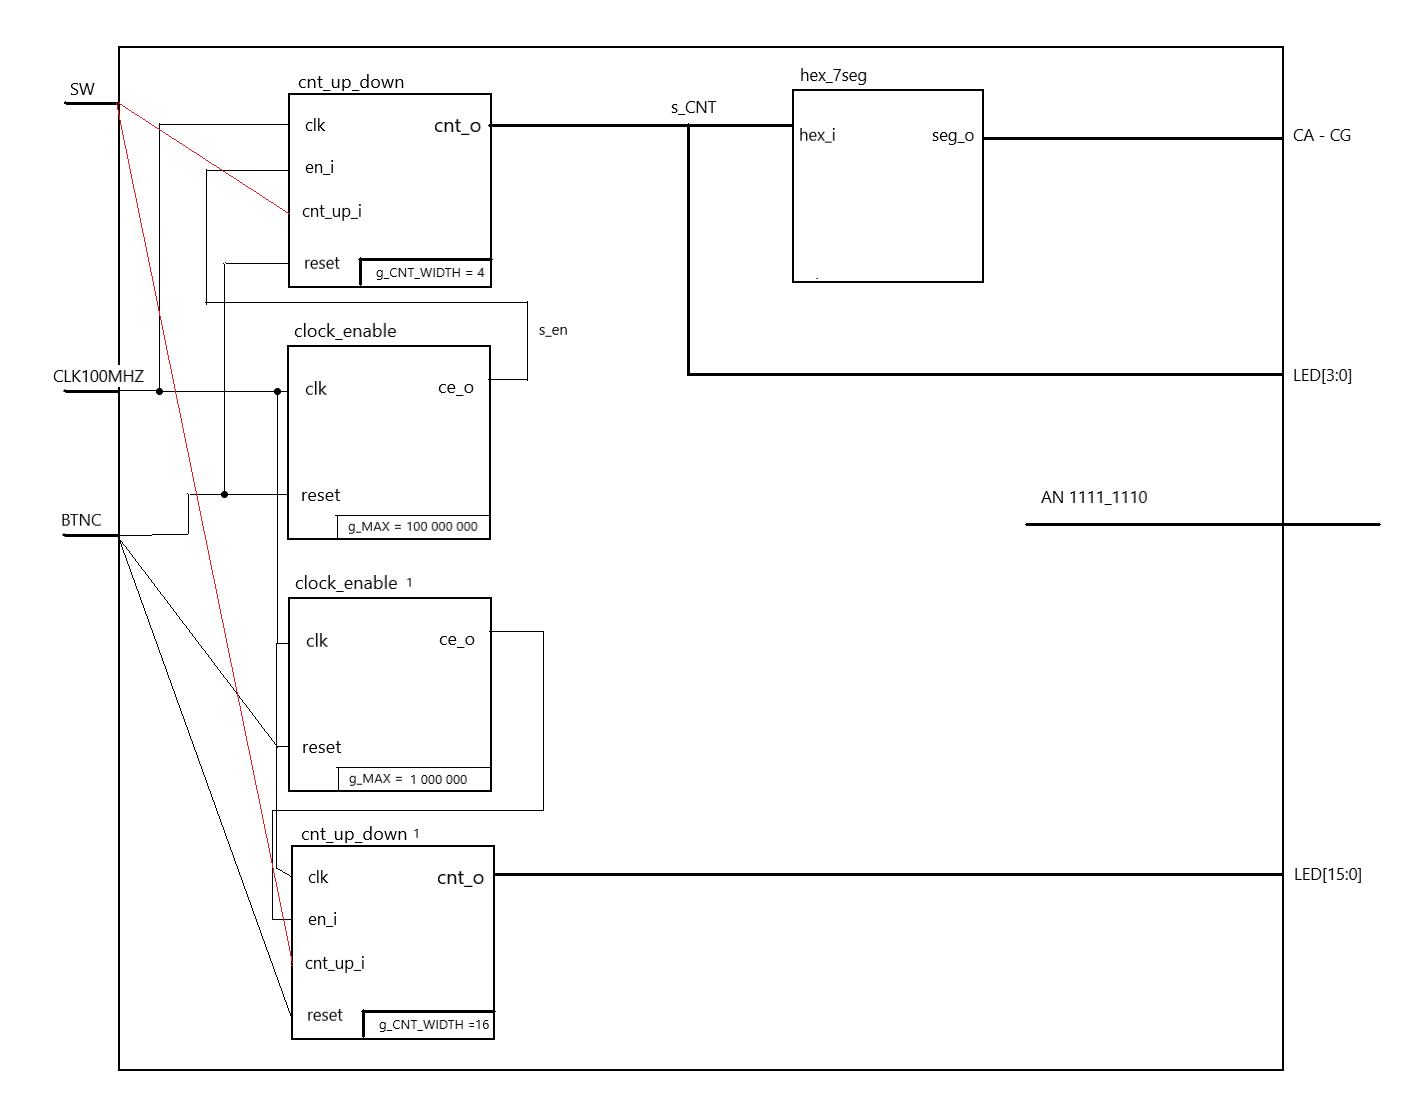 SW
cnt_up_down
clk
cnt_o
en_i
cnt_up_i
reset
g_CNT_WIDTH = 4
s_CNT
hex_7seg
hex_i
seg_o
CA - CG
s_en
clock_enable
CLK100MHZ
clk
ce_o
reset
g_MAX = 100 000 000
LED[3:0]
AN 1111_1110
BTNC
clock_enable 1
clk
ce_o
reset
g_MAX = 1 000 000
cnt_up_down 1
clk
cnt_o
en_i
cnt_up_i
reset
g_CNT_WIDTH =16
LED[15:0]